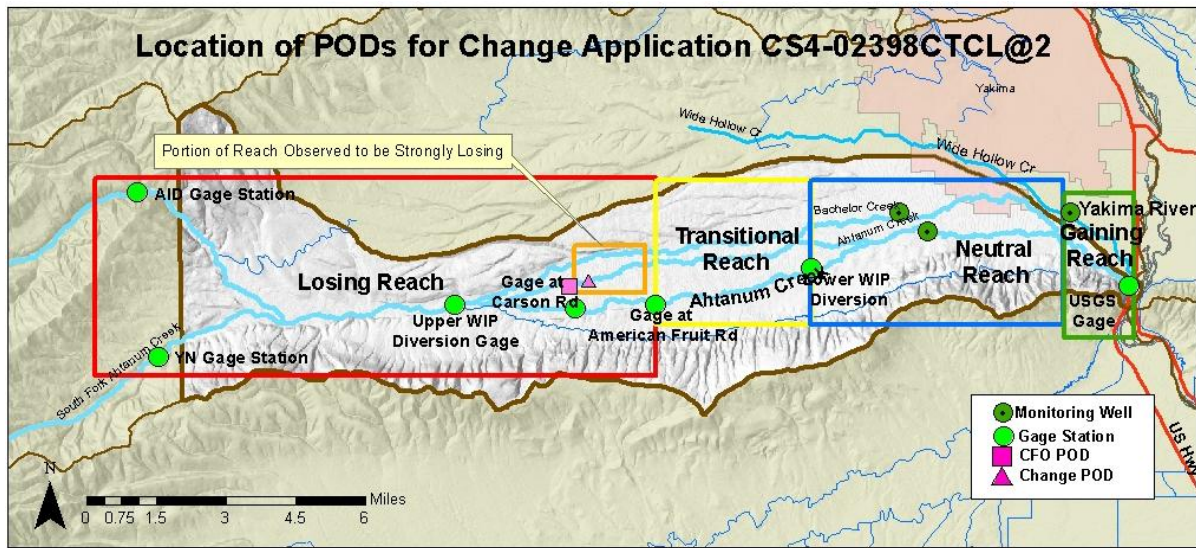 Location of PODs for Change Application CS4-02398CTCL@2
Yakima
Wide Hollow Cr
Wide Hollow Cr
Portion of Reach Observed to be Strongly Losing
AID Gage Station
Bachelor Creek
Yakima River
Ahtanum Creek
Gaining
Reach
Transitional
Reach
Neutral
Reach
Losing Reach
Gage at
Carson Rd
Ahtanum Creek
Lower WIP
Diversion
USGS
Gage
Upper WIP
Diversion Gage
Gage at
American Fruit Rd
YN Gage Station
South Fork Ahtanum Creek
Monitoring Well
Gage Station
CFO POD
Change POD
US Hwy
N
Miles
0 0.75 1.5 3 4.5 6